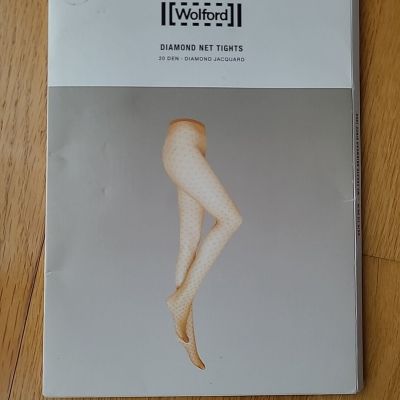 Wolford
DIAMOND NET TIGHTS
20 DEN · DIAMOND JACQUARD